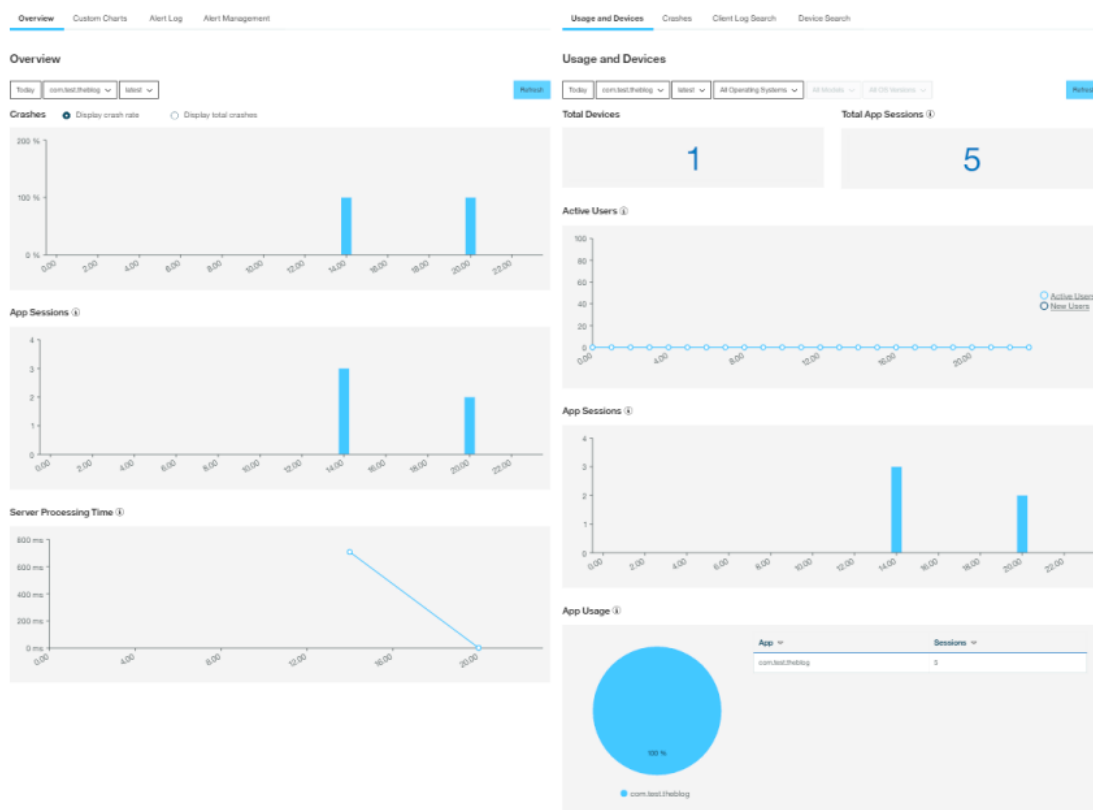 Overview Custom Charts Alert Log Alert Management
Overview
Today com.test.theblog latest Refresh
Crashes Display crash rate Display total crashes
200 %
100 %
0 %
0:00 2:00 4:00 6:00 8:00 10:00 12:00 14:00 16:00 18:00 20:00 22:00
App Sessions
4
3
2
1
0
0:00 2:00 4:00 6:00 8:00 10:00 12:00 14:00 16:00 18:00 20:00 22:00
Server Processing Time
800 ms
600 ms
400 ms
200 ms
0 ms
0:00 4:00 8:00 12:00 16:00 20:00
Usage and Devices Crashes Client Log Search Device Search
Usage and Devices
Today com.test.theblog latest All Operating Systems All Models All OS Versions Refresh
Total Devices Total App Sessions
1 5
Active Users
100
80
60
40
20
0
0:00 4:00 8:00 12:00 16:00 20:00
Active Users
New Users
App Sessions
4
3
2
1
0
0:00 2:00 4:00 6:00 8:00 10:00 12:00 14:00 16:00 18:00 20:00 22:00
App Usage
App Sessions
com.test.theblog 5
100 %
com.test.theblog